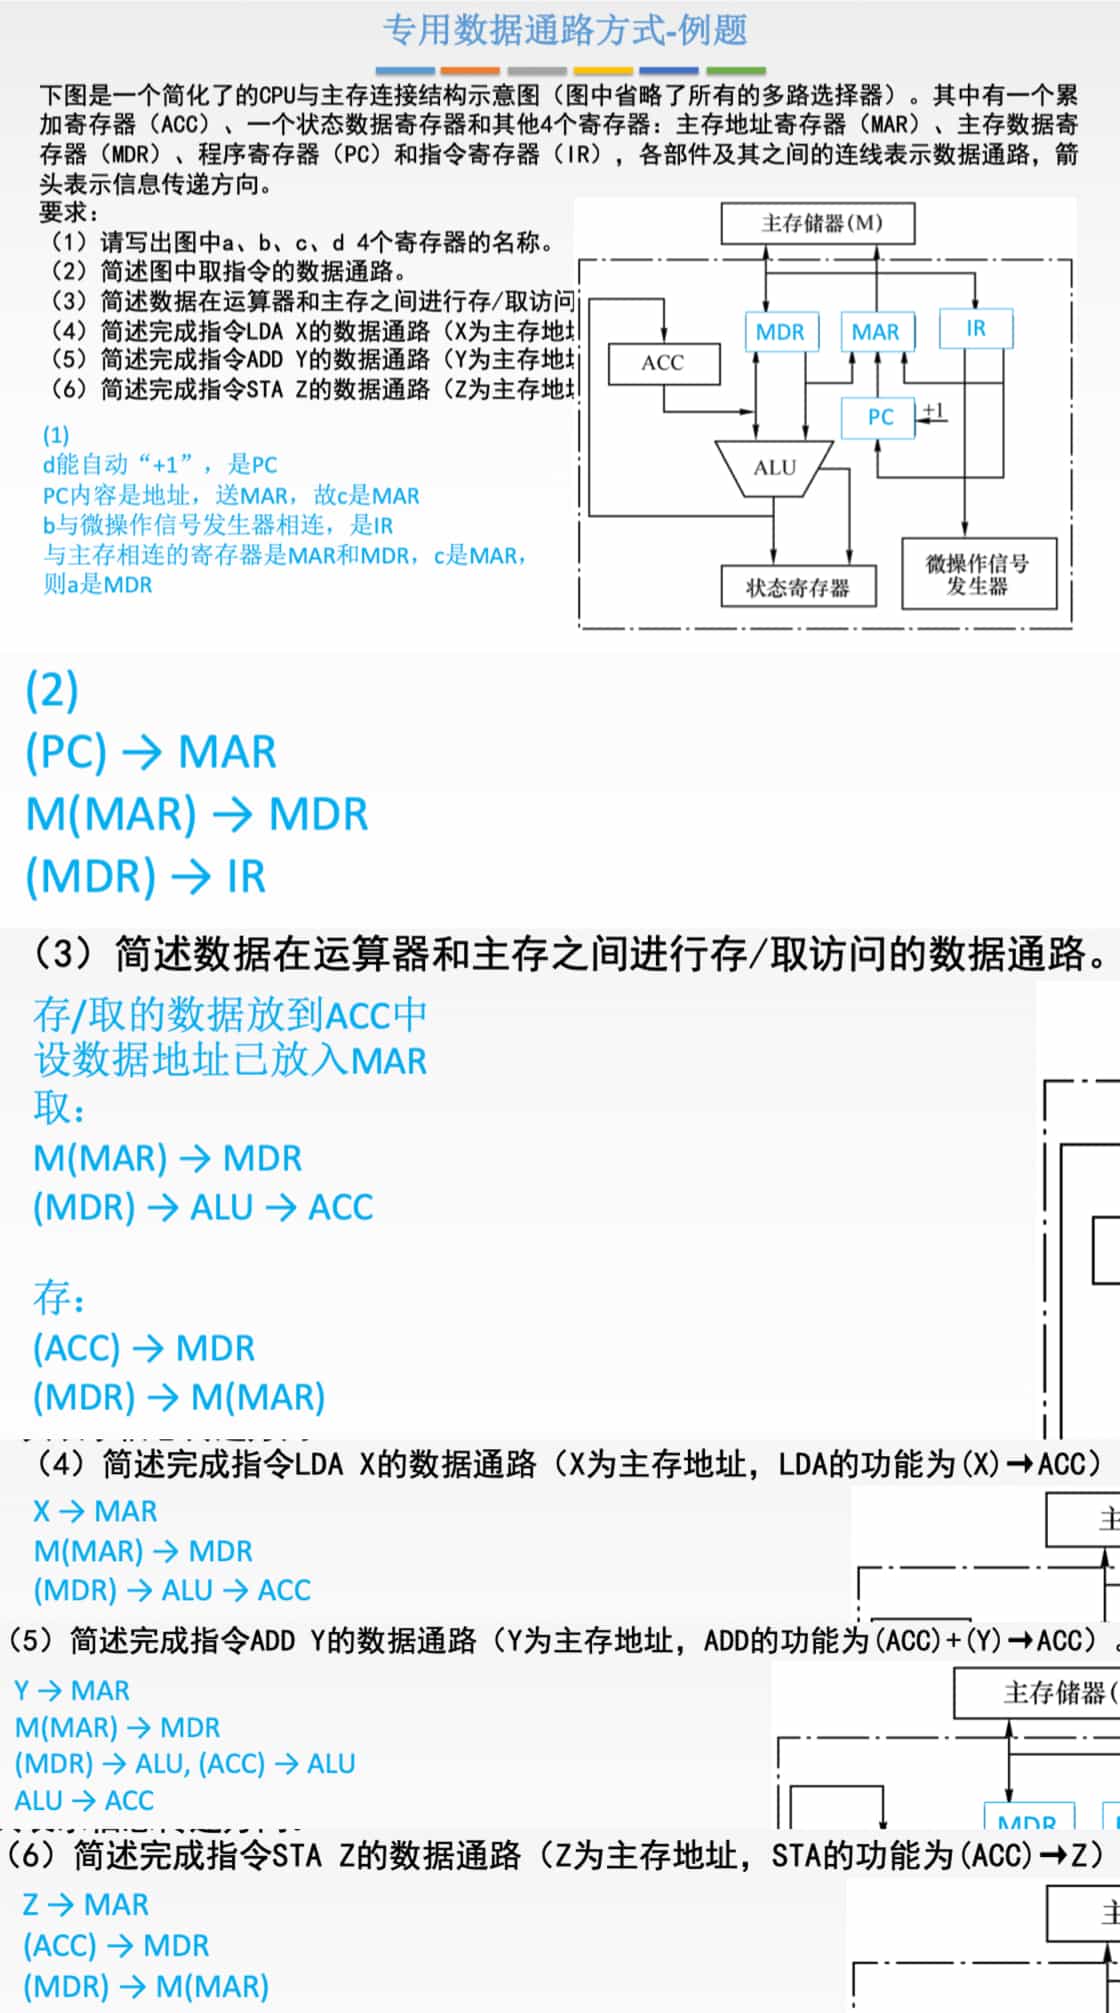 专用数据通路方式-例题
下图是一个简化了的CPU与主存连接结构示意图（图中省略了所有的多路选择器）。其中有一个累
加寄存器（ACC）、一个状态数据寄存器和其他4个寄存器：主存地址寄存器（MAR）、主存数据寄
存器（MDR）、程序寄存器（PC）和指令寄存器（IR），各部件及其之间的连线表示数据通路，箭
头表示信息传递方向。
要求：
（1）请写出图中a、b、c、d 4个寄存器的名称。
（2）简述图中取指令的数据通路。
（3）简述数据在运算器和主存之间进行存/取访问
（4）简述完成指令LDA X的数据通路（X为主存地
（5）简述完成指令ADD Y的数据通路（Y为主存地
（6）简述完成指令STA Z的数据通路（Z为主存地
主存储器(M)
MDR
MAR
IR
ACC
PC
+1
ALU
状态寄存器
微操作信号
发生器
(1)
d能自动“+1”，是PC
PC内容是地址，送MAR，故c是MAR
b与微操作信号发生器相连，是IR
与主存相连的寄存器是MAR和MDR，c是MAR，
则a是MDR
(2)
(PC) → MAR
M(MAR) → MDR
(MDR) → IR
（3）简述数据在运算器和主存之间进行存/取访问的数据通路。
存/取的数据放到ACC中
设数据地址已放入MAR
取：
M(MAR) → MDR
(MDR) → ALU → ACC
存：
(ACC) → MDR
(MDR) → M(MAR)
（4）简述完成指令LDA X的数据通路（X为主存地址，LDA的功能为(X)→ACC）
X → MAR
M(MAR) → MDR
(MDR) → ALU → ACC
主
（5）简述完成指令ADD Y的数据通路（Y为主存地址，ADD的功能为(ACC)+(Y)→ACC）。
Y → MAR
M(MAR) → MDR
(MDR) → ALU, (ACC) → ALU
ALU → ACC
主存储器(
MDR
（6）简述完成指令STA Z的数据通路（Z为主存地址，STA的功能为(ACC)→Z）
Z → MAR
(ACC) → MDR
(MDR) → M(MAR)
主